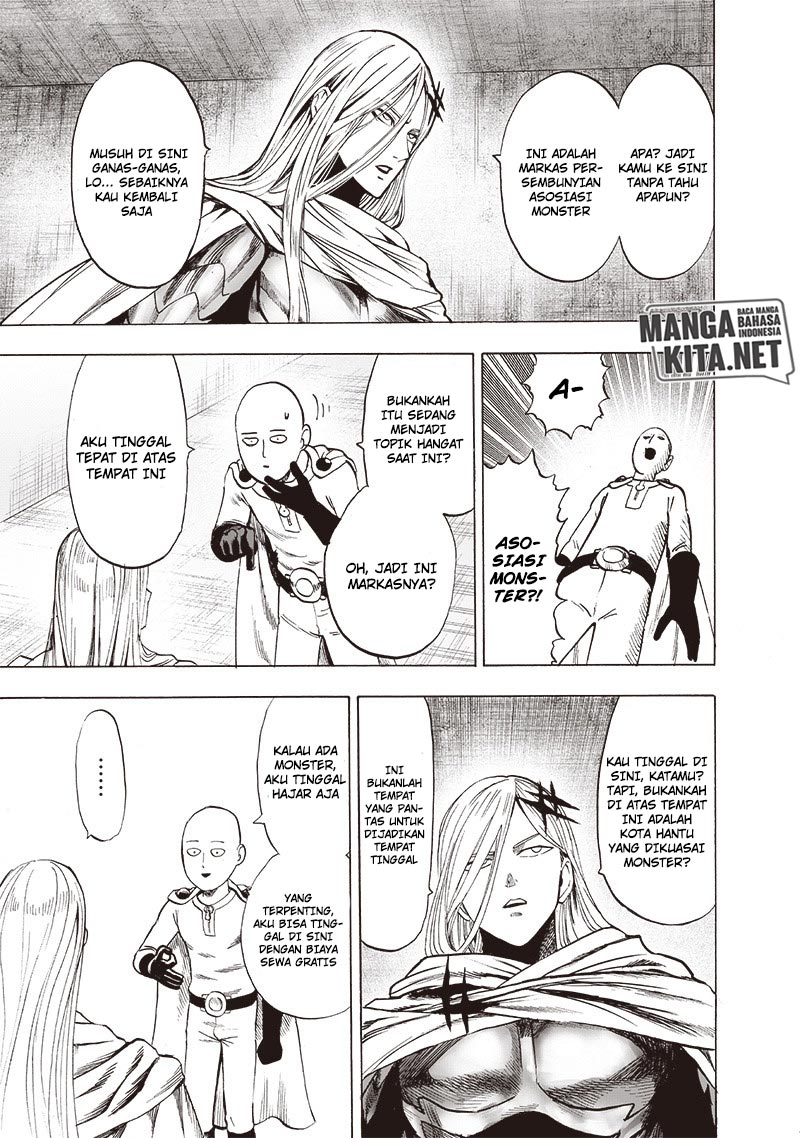 APA? JADI
KAMU KE SINI
TANPA TAHU
APAPUN?
INI ADALAH
MARKAS PER-
SEMBUNYIAN
ASOSIASI
MONSTER
MUSUH DI SINI
GANAS-GANAS,
LO... SEBAIKNYA
KAU KEMBALI
SAJA
MANGA
KITA.NET
BACA MANGA
BAHASA
INDONESIA
A-
ASO-
SIASI
MONS-
TER?!
BUKANKAH
ITU SEDANG
MENJADI
TOPIK HANGAT
SAAT INI?
OH, JADI INI
MARKASNYA?
AKU TINGGAL
TEPAT DI ATAS
TEMPAT INI
KAU TINGGAL DI
SINI, KATAMU?
TAPI, BUKANKAH
DI ATAS TEMPAT
INI ADALAH
KOTA HANTU
YANG DIKUASAI
MONSTER?
INI
BUKANLAH
TEMPAT
YANG PAN-
TAS UNTUK
DIJADIKAN
TEMPAT
TINGGAL
KALAU ADA
MONSTER,
AKU TINGGAL
HAJAR AJA
YANG
TERPENTING,
AKU BISA TING-
GAL DI SINI
DENGAN BIAYA
SEWA GRATIS
.......